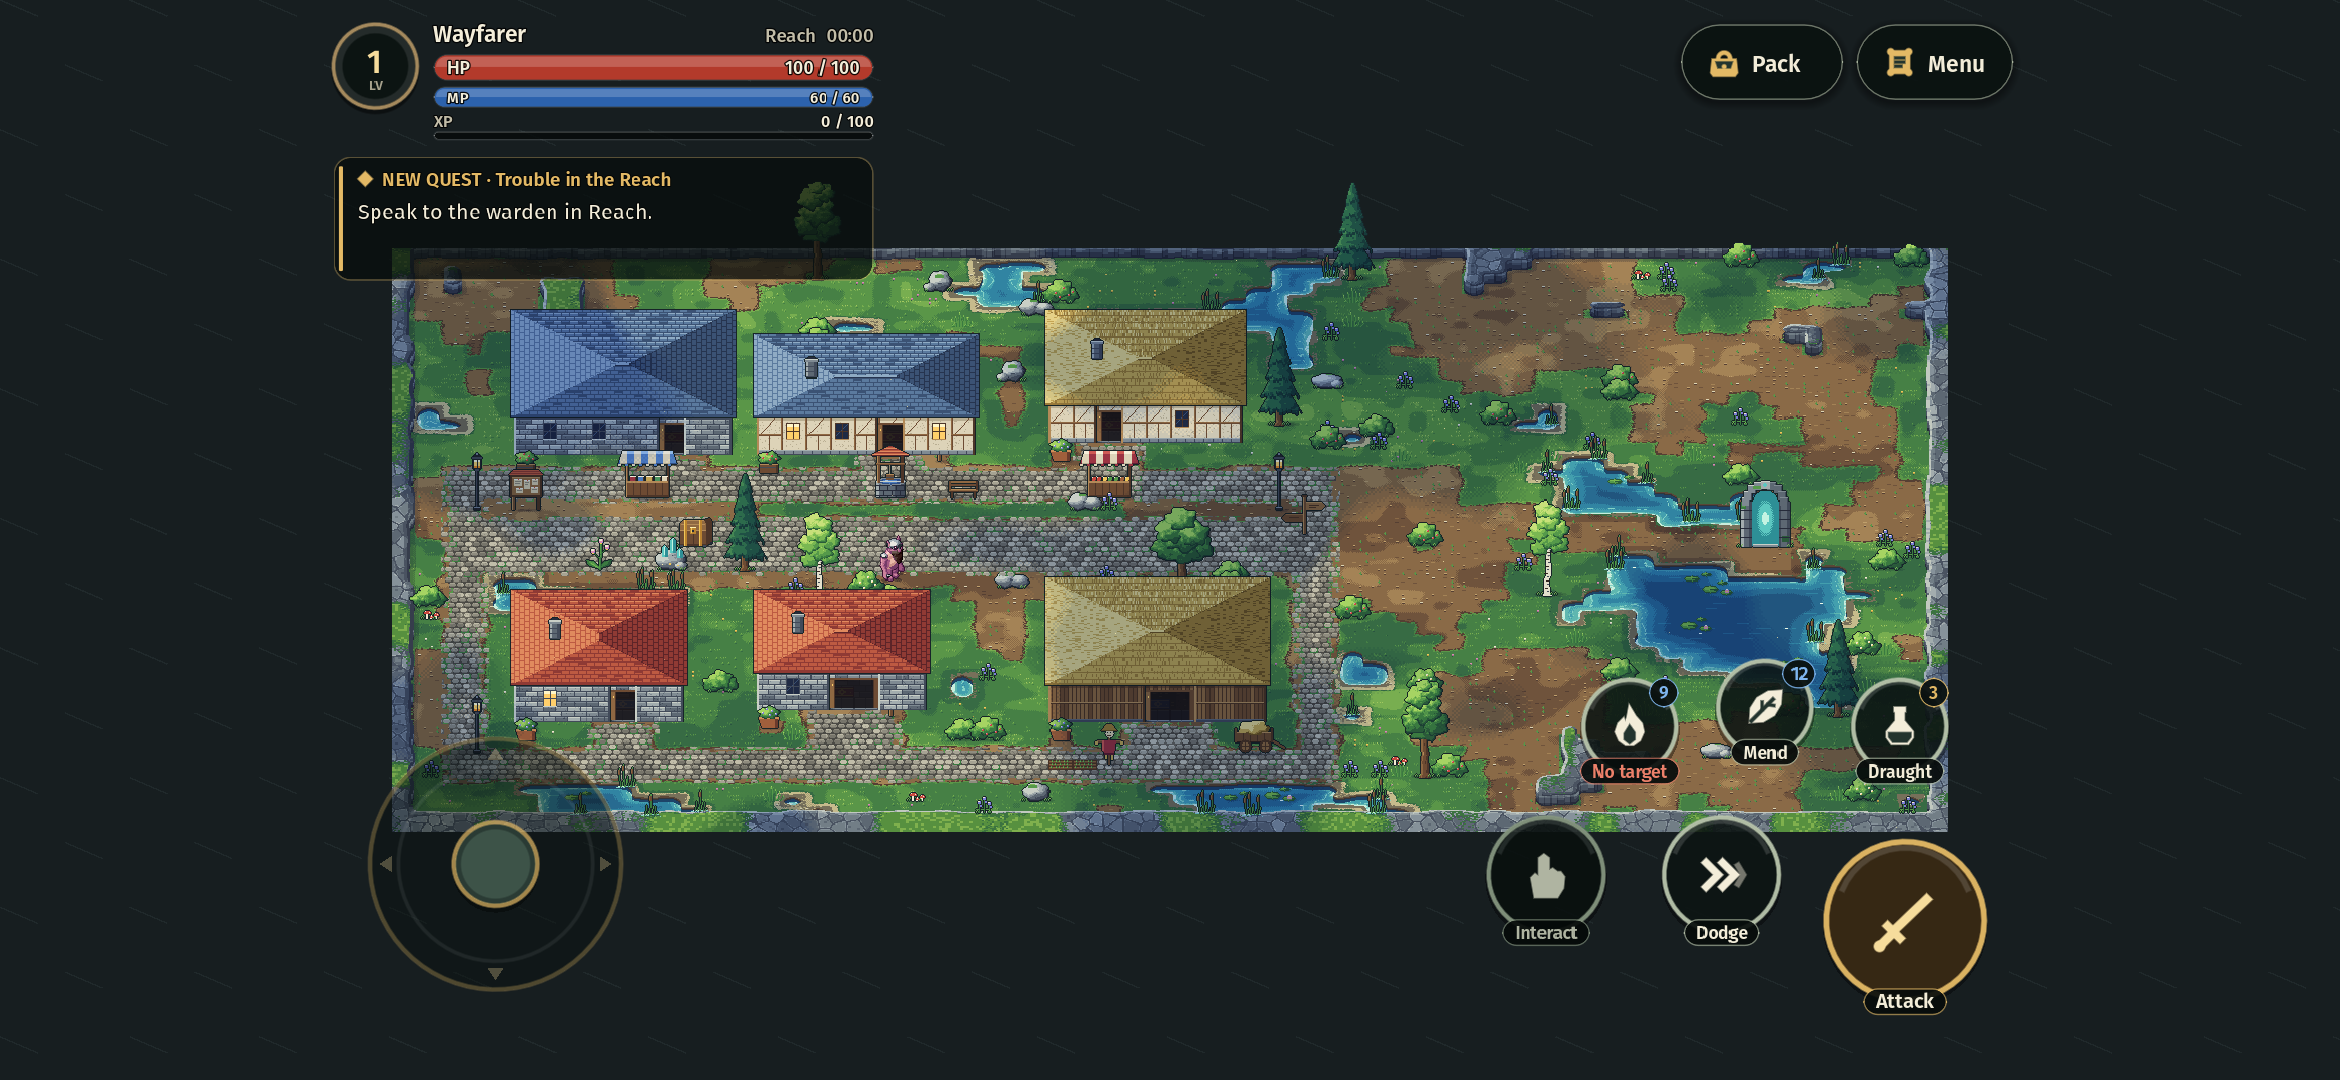 1
LV
Wayfarer
Reach 00:00
HP 100 / 100
MP 60 / 60
XP 0 / 100
Pack
Menu
NEW QUEST · Trouble in the Reach
Speak to the warden in Reach.
9
No target
12
Mend
3
Draught
Interact
Dodge
Attack